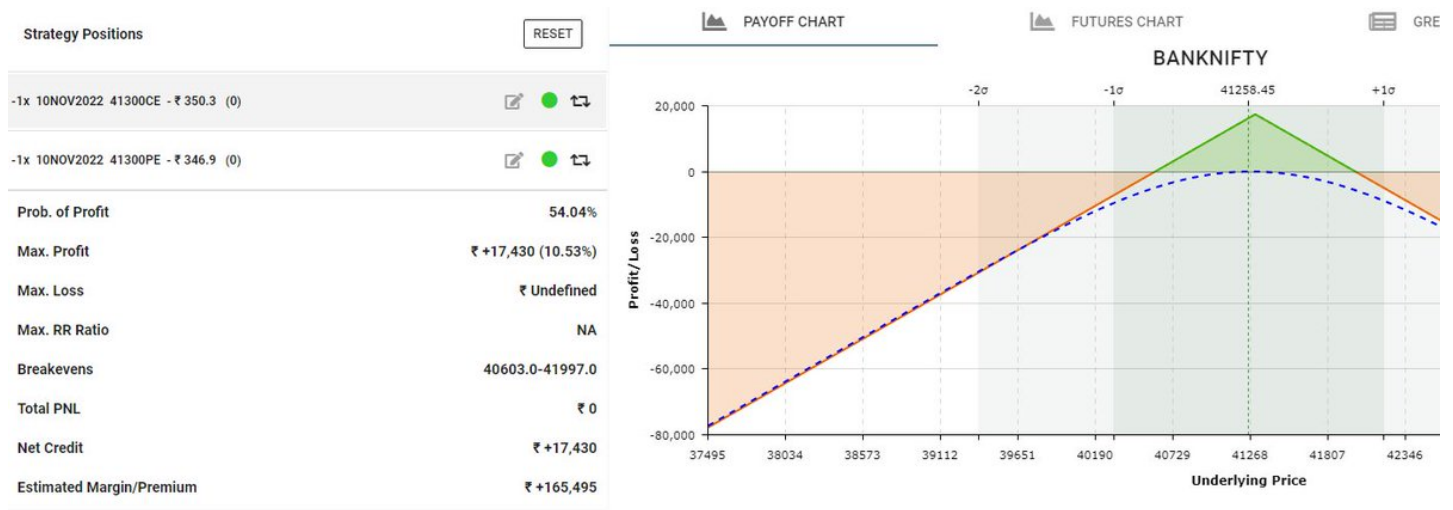 Strategy Positions
RESET
-1x 10NOV2022 41300CE - ₹ 350.3 (0)
-1x 10NOV2022 41300PE - ₹ 346.9 (0)
Prob. of Profit 54.04%
Max. Profit ₹ +17,430 (10.53%)
Max. Loss ₹ Undefined
Max. RR Ratio NA
Breakevens 40603.0-41997.0
Total PNL ₹ 0
Net Credit ₹ +17,430
Estimated Margin/Premium ₹ +165,495
PAYOFF CHART FUTURES CHART GRE
BANKNIFTY
-2σ -1σ 41258.45 +1σ
20,000
0
-20,000
-40,000
-60,000
-80,000
Profit/Loss
37495 38034 38573 39112 39651 40190 40729 41268 41807 42346
Underlying Price